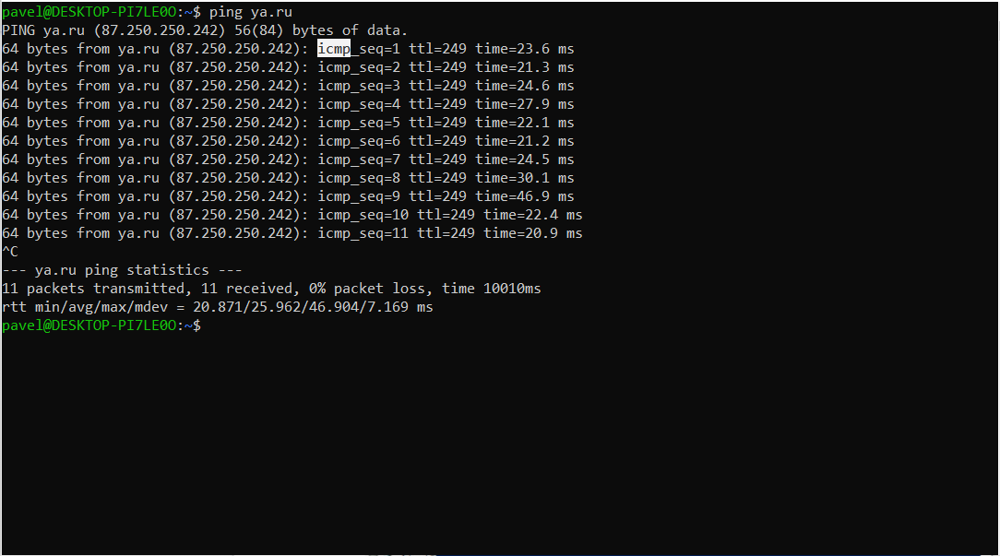 pavel@DESKTOP-PI7LE0O:~$ ping ya.ru
PING ya.ru (87.250.250.242) 56(84) bytes of data.
64 bytes from ya.ru (87.250.250.242): icmp_seq=1 ttl=249 time=23.6 ms
64 bytes from ya.ru (87.250.250.242): icmp_seq=2 ttl=249 time=21.3 ms
64 bytes from ya.ru (87.250.250.242): icmp_seq=3 ttl=249 time=24.6 ms
64 bytes from ya.ru (87.250.250.242): icmp_seq=4 ttl=249 time=27.9 ms
64 bytes from ya.ru (87.250.250.242): icmp_seq=5 ttl=249 time=22.1 ms
64 bytes from ya.ru (87.250.250.242): icmp_seq=6 ttl=249 time=21.2 ms
64 bytes from ya.ru (87.250.250.242): icmp_seq=7 ttl=249 time=24.5 ms
64 bytes from ya.ru (87.250.250.242): icmp_seq=8 ttl=249 time=30.1 ms
64 bytes from ya.ru (87.250.250.242): icmp_seq=9 ttl=249 time=46.9 ms
64 bytes from ya.ru (87.250.250.242): icmp_seq=10 ttl=249 time=22.4 ms
64 bytes from ya.ru (87.250.250.242): icmp_seq=11 ttl=249 time=20.9 ms
^C
--- ya.ru ping statistics ---
11 packets transmitted, 11 received, 0% packet loss, time 10010ms
rtt min/avg/max/mdev = 20.871/25.962/46.904/7.169 ms
pavel@DESKTOP-PI7LE0O:~$